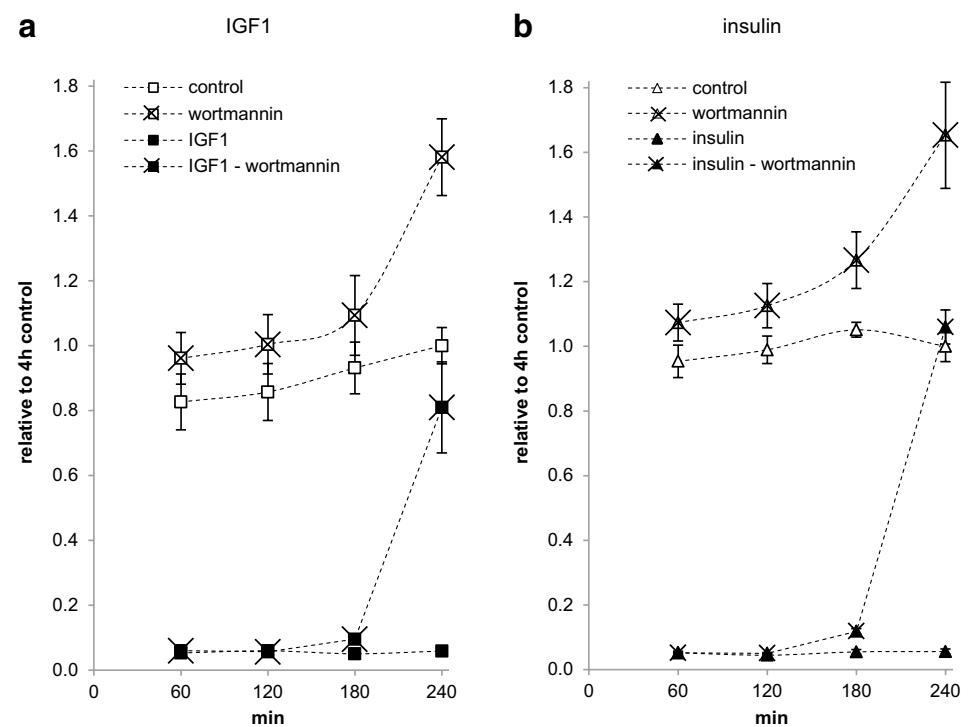 a
IGF1
control
wortmannin
IGF1
IGF1 - wortmannin
relative to 4h control
1.8
1.6
1.4
1.2
1.0
0.8
0.6
0.4
0.2
0.0
0 60 120 180 240
min
b
insulin
control
wortmannin
insulin
insulin - wortmannin
relative to 4h control
1.8
1.6
1.4
1.2
1.0
0.8
0.6
0.4
0.2
0.0
0 60 120 180 240
min